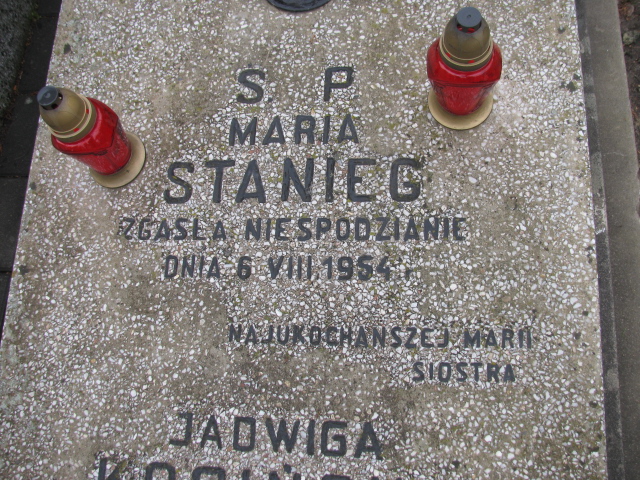 Ś. P.
MARIA
STANIEG
ZGASŁA NIESPODZIANIE
DNIA 6 VIII 1954 r.
NAJUKOCHAŃSZEJ MARII
SIOSTRA
JADWIGA